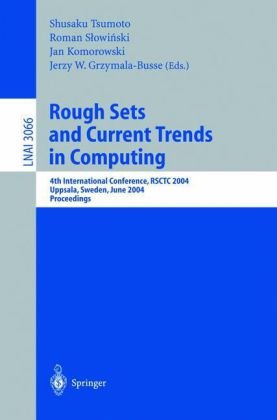 Shusaku Tsumoto
Roman Słowiński
Jan Komorowski
Jerzy W. Grzymala-Busse (Eds.)
LNAI 3066
Rough Sets
and Current Trends
in Computing
4th International Conference, RSCTC 2004
Uppsala, Sweden, June 2004
Proceedings
Springer